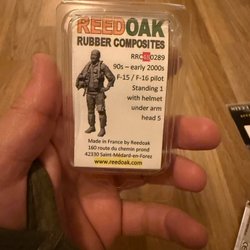 REEDOAK
RUBBER COMPOSITES
90s – early 2000s
F-15 / F-16 pilot
Standing 1
with helmet
under arm
head 5
Made in France by Reedoak.
160 route du chemin prond
42330 Saint-Médard-en-Forez
www.reedoak.com